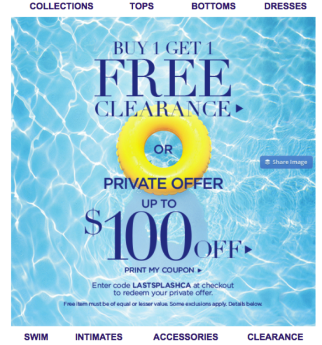 COLLECTIONS TOPS BOTTOMS DRESSES
BUY 1 GET 1
FREE
CLEARANCE
OR
Share Image
PRIVATE OFFER
UP TO
$100 OFF
PRINT MY COUPON
Enter code LASTSPLASHCA at checkout
to redeem your private offer.
Free item must be of equal or lesser value. Some exclusions apply. Details below.
SWIM INTIMATES ACCESSORIES CLEARANCE